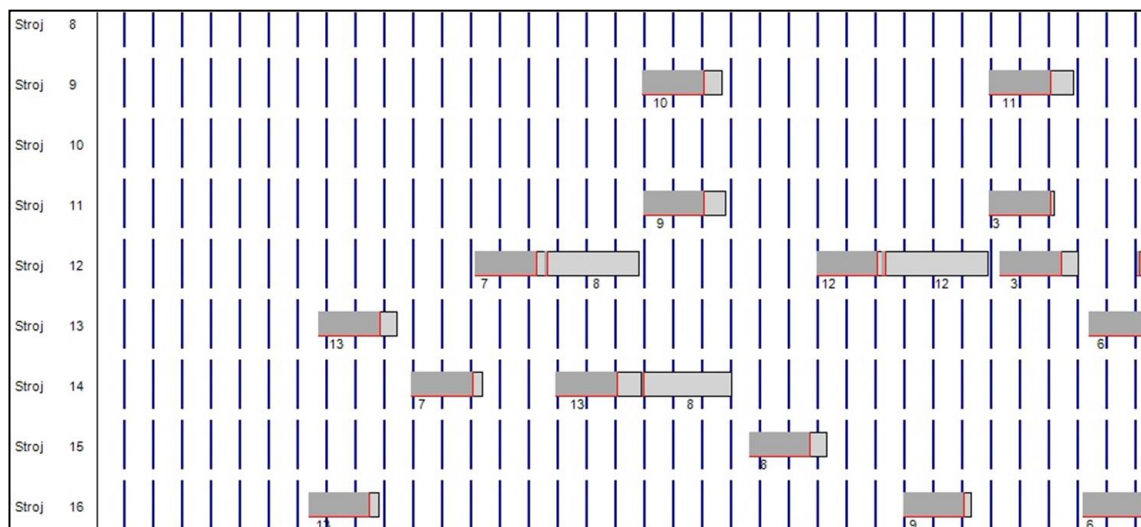 Stroj 8
Stroj 9
10 11
Stroj 10
Stroj 11
9 3
Stroj 12
7 8 12 12 3
Stroj 13
13 6
Stroj 14
7 13 8
Stroj 15
8
Stroj 16
9 6